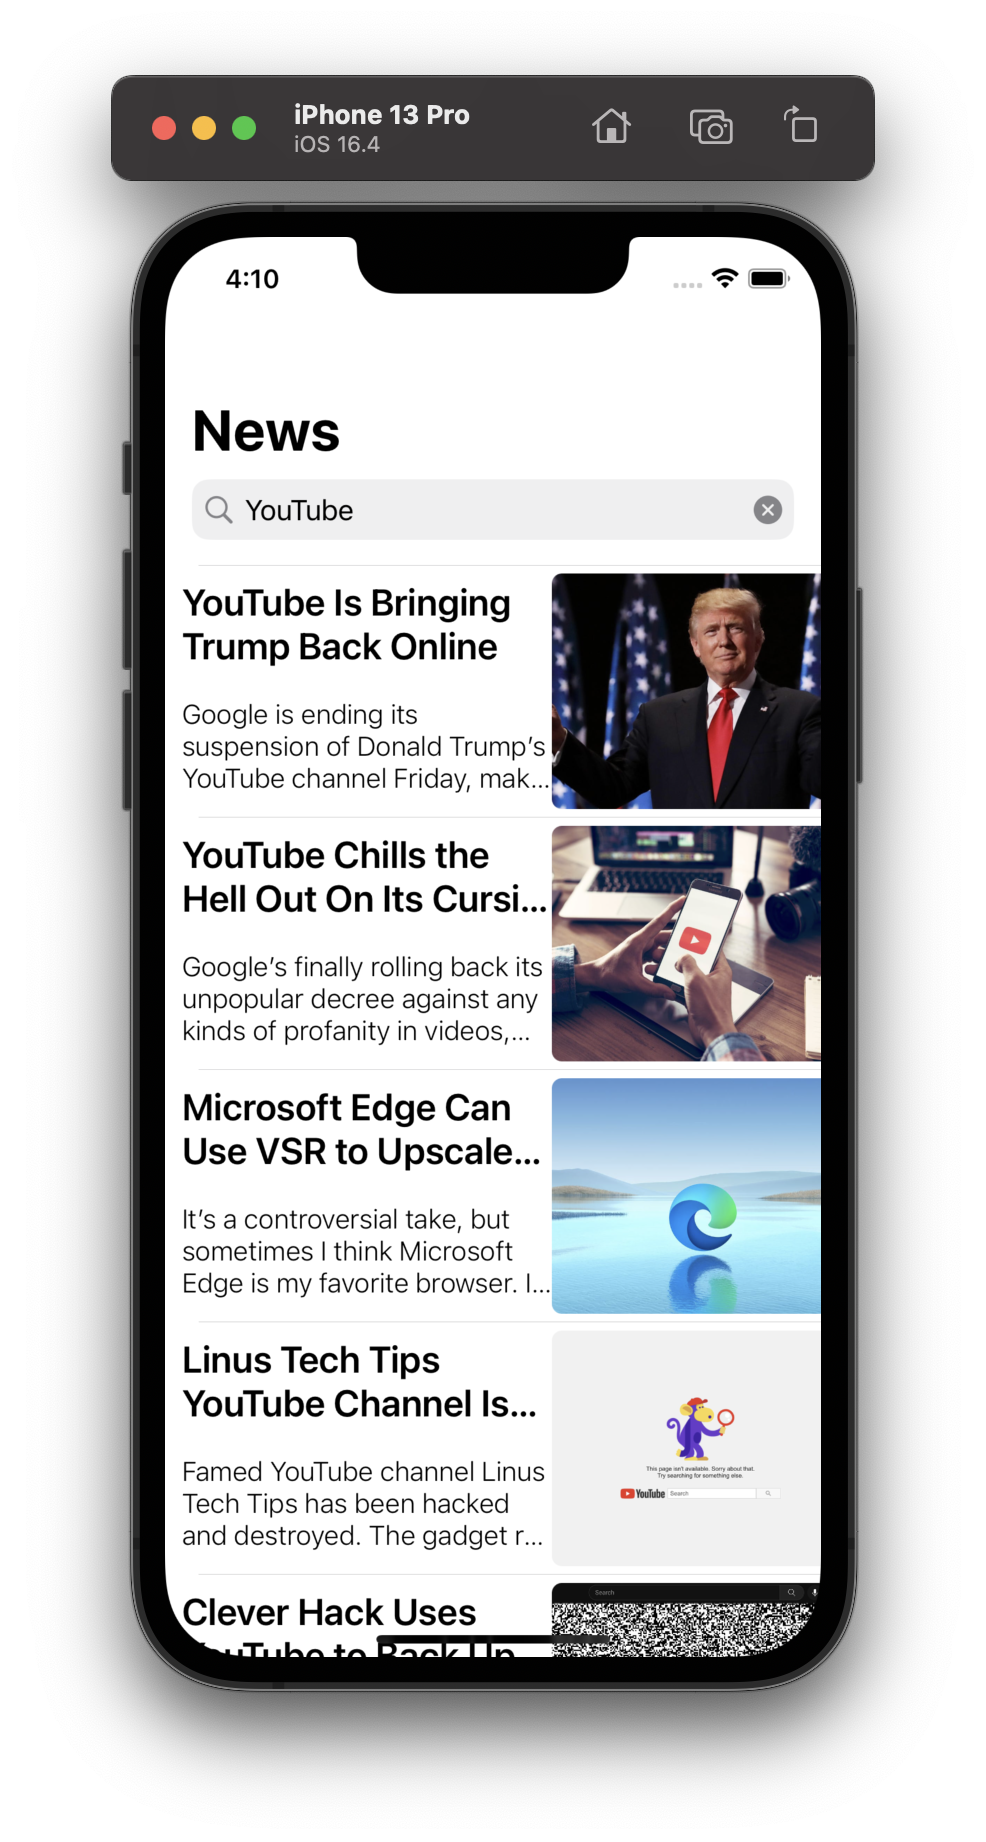 iPhone 13 Pro
iOS 16.4
4:10
News
YouTube
YouTube Is Bringing
Trump Back Online
Google is ending its
suspension of Donald Trump's
YouTube channel Friday, mak...
YouTube Chills the
Hell Out On Its Cursi...
Google's finally rolling back its
unpopular decree against any
kinds of profanity in videos,...
Microsoft Edge Can
Use VSR to Upscale...
It's a controversial take, but
sometimes I think Microsoft
Edge is my favorite browser. I...
Linus Tech Tips
YouTube Channel Is...
Famed YouTube channel Linus
Tech Tips has been hacked
and destroyed. The gadget r...
This page isn't available. Sorry about that.
Try searching for something else.
YouTube Search
Clever Hack Uses
YouTube to Back Up
Search